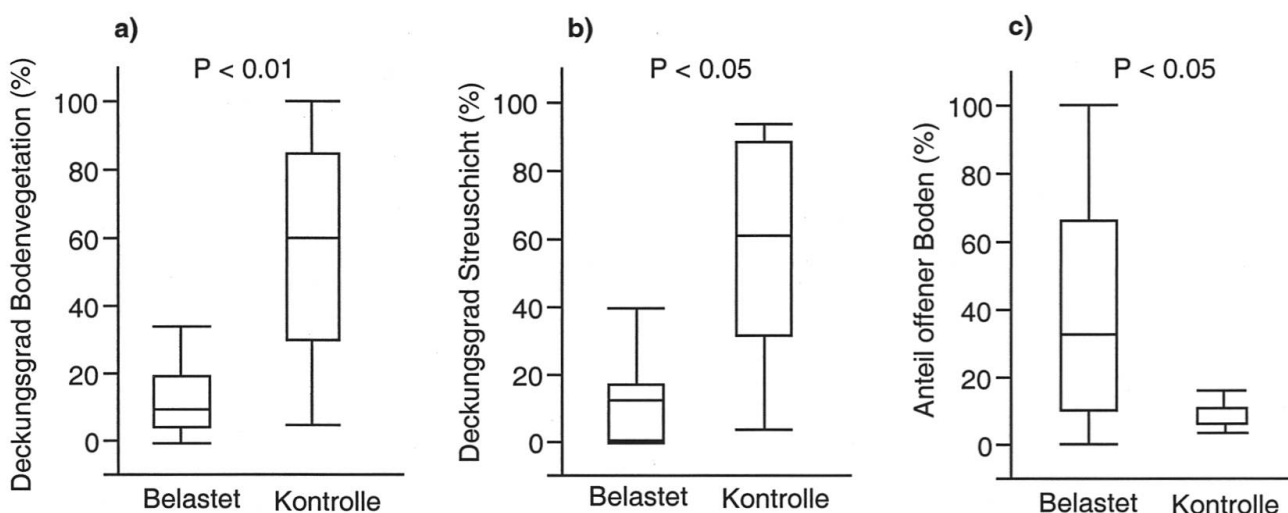 a)
P < 0.01
Deckungsgrad Bodenvegetation (%)
100
80
60
40
20
0
Belastet
Kontrolle
b)
P < 0.05
Deckungsgrad Streuschicht (%)
100
80
60
40
20
0
Belastet
Kontrolle
c)
P < 0.05
Anteil offener Boden (%)
100
80
60
40
20
0
Belastet
Kontrolle